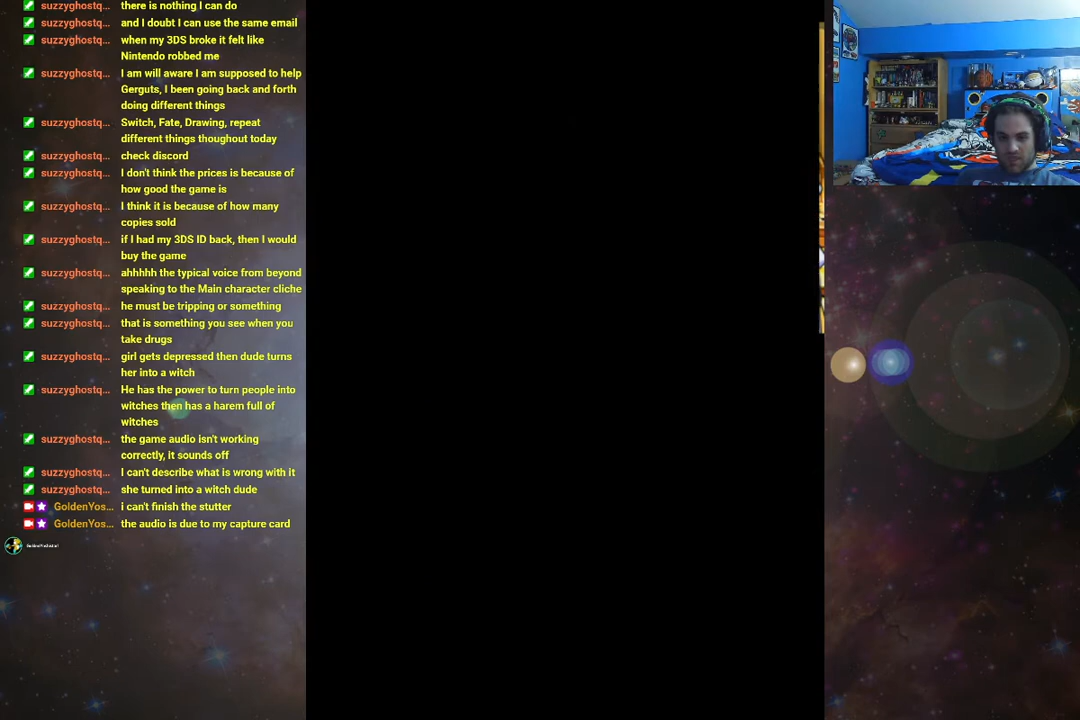 suzzyghostq... there is nothing I can do
suzzyghostq... and I doubt I can use the same email
suzzyghostq... when my 3DS broke it felt like
Nintendo robbed me
suzzyghostq... I am will aware I am supposed to help
Gerguts, I been going back and forth
doing different things
suzzyghostq... Switch, Fate, Drawing, repeat
different things thoughout today
suzzyghostq... check discord
suzzyghostq... I don't think the prices is because of
how good the game is
suzzyghostq... I think it is because of how many
copies sold
suzzyghostq... if I had my 3DS ID back, then I would
buy the game
suzzyghostq... ahhhhh the typical voice from beyond
speaking to the Main character cliche
suzzyghostq... he must be tripping or something
suzzyghostq... that is something you see when you
take drugs
suzzyghostq... girl gets depressed then dude turns
her into a witch
suzzyghostq... He has the power to turn people into
witches then has a harem full of
witches
suzzyghostq... the game audio isn't working
correctly, it sounds off
suzzyghostq... I can't describe what is wrong with it
suzzyghostq... she turned into a witch dude
GoldenYos... i can't finish the stutter
GoldenYos... the audio is due to my capture card